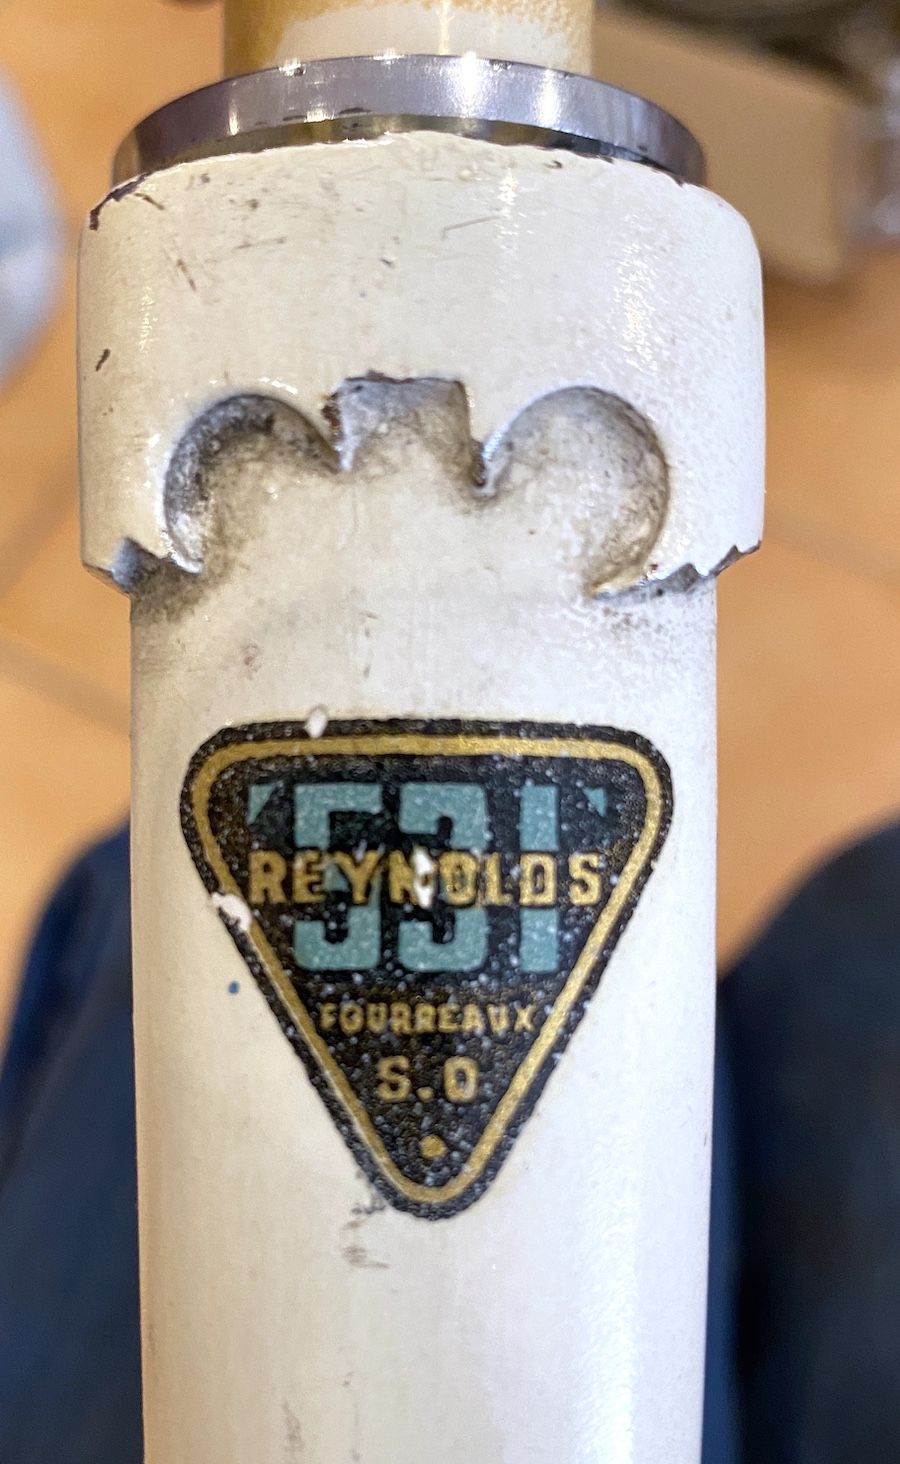 "531"
REYNOLDS
FOURREAUX
S.O